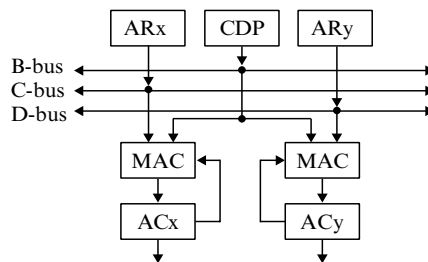 ARx CDP ARy
B-bus
C-bus
D-bus
MAC MAC
ACx ACy